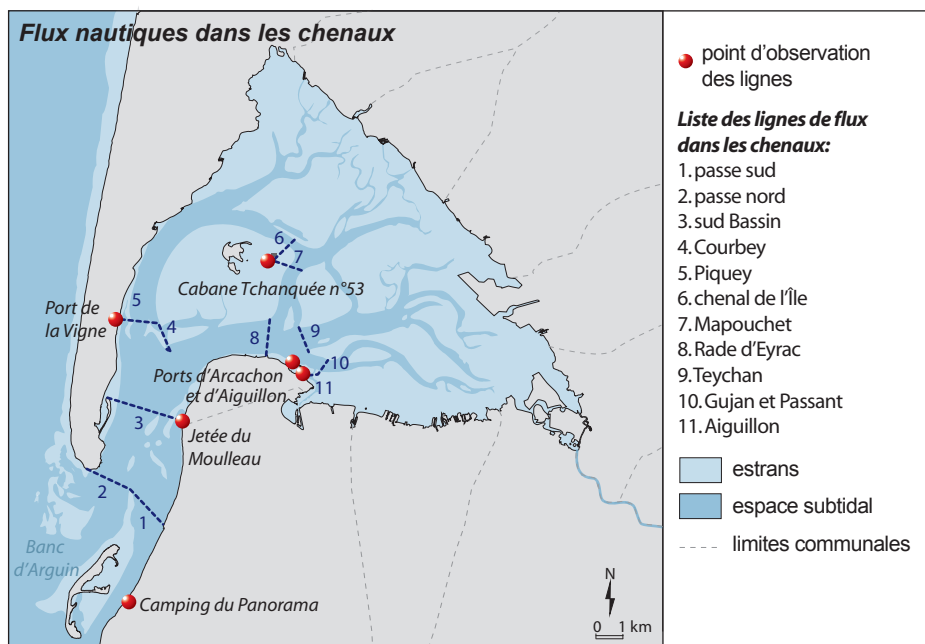 Flux nautiques dans les chenaux
6
7
Cabane Tchanquée n°53
5
Port de
la Vigne
4
8
9
10
Ports d'Arcachon
et d'Aiguillon
11
3
Jetée du
Moulleau
2
1
Banc
d'Arguin
Camping du Panorama
N
0 1 km
point d'observation
des lignes
Liste des lignes de flux
dans les chenaux:
1. passe sud
2. passe nord
3. sud Bassin
4. Courbey
5. Piquey
6. chenal de l'Île
7. Mapouchet
8. Rade d'Eyrac
9. Teychan
10. Gujan et Passant
11. Aiguillon
estrans
espace subtidal
limites communales